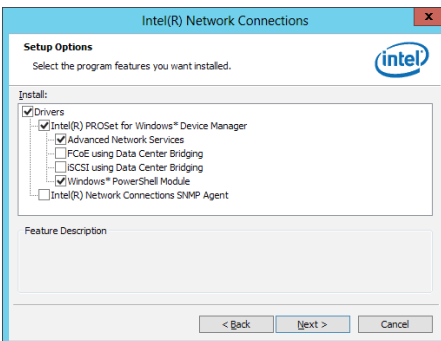 Intel(R) Network Connections
x
Setup Options
Select the program features you want installed.
intel
Install:
Drivers
Intel(R) PROSet for Windows* Device Manager
Advanced Network Services
FCoE using Data Center Bridging
iSCSI using Data Center Bridging
Windows* PowerShell Module
Intel(R) Network Connections SNMP Agent
Feature Description
< Back Next > Cancel